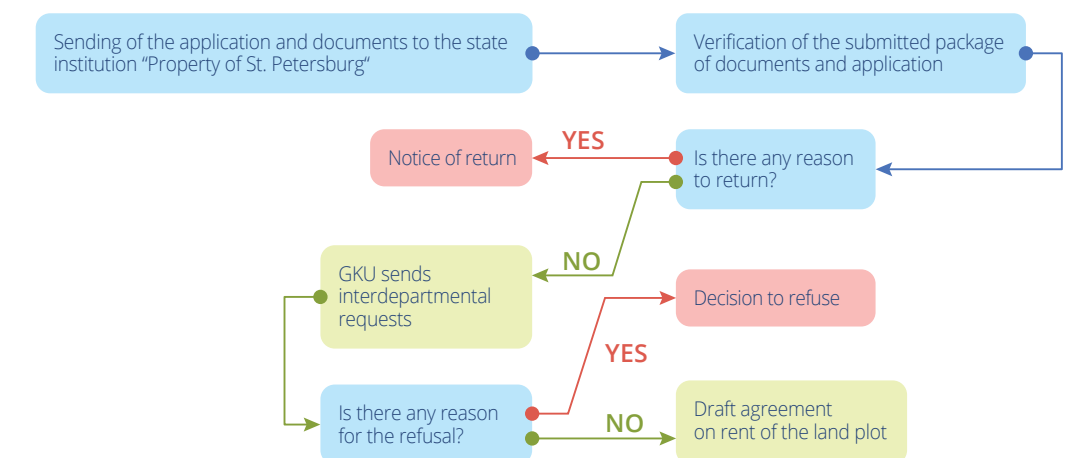 Sending of the application and documents to the state
institution “Property of St. Petersburg“
Verification of the submitted package
of documents and application
YES
Notice of return
Is there any reason
to return?
NO
GKU sends
interdepartmental
requests
Decision to refuse
YES
Is there any reason
for the refusal?
NO
Draft agreement
on rent of the land plot